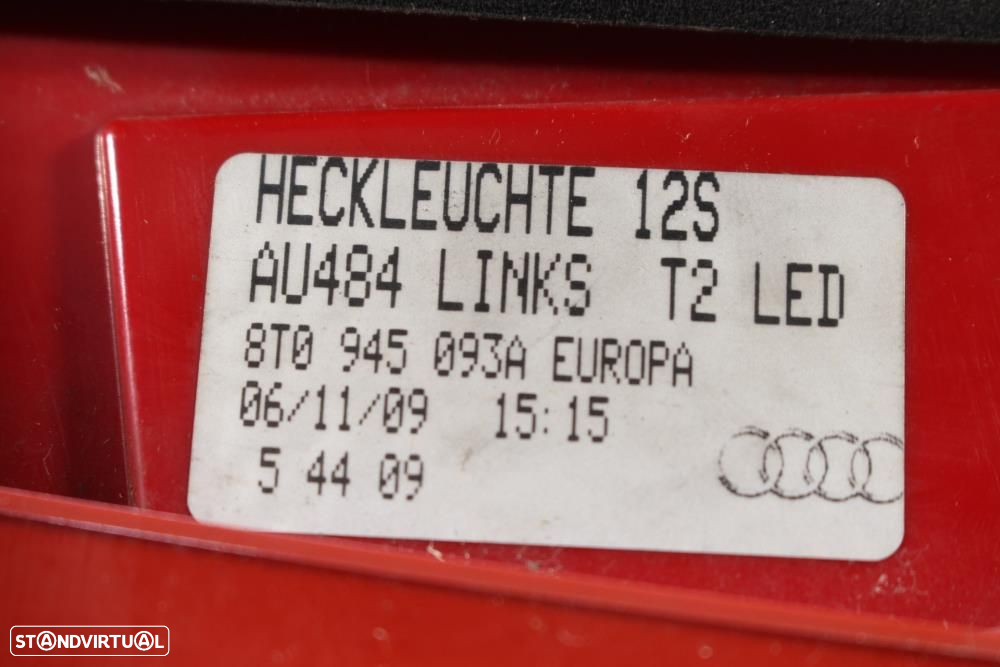 HECKLEUCHTE 12S
AU484 LINKS T2 LED
8T0 945 093A EUROPA
06/11/09 15:15
5 44 09
STANDVIRTUAL